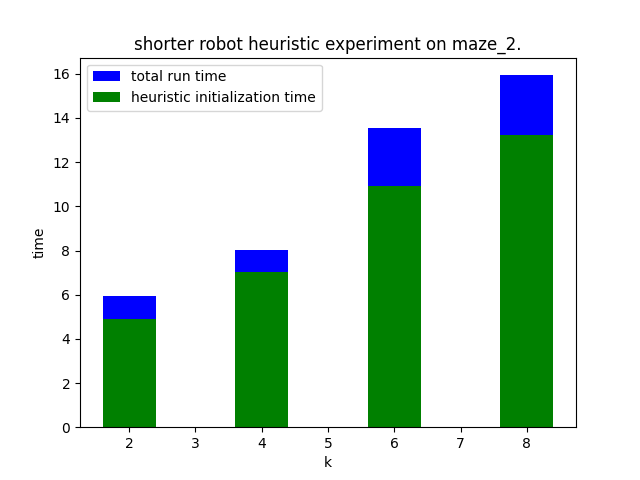 shorter robot heuristic experiment on maze_2.
total run time
heuristic initialization time
16
14
12
10
8
6
4
2
0
time
2 3 4 5 6 7 8
k